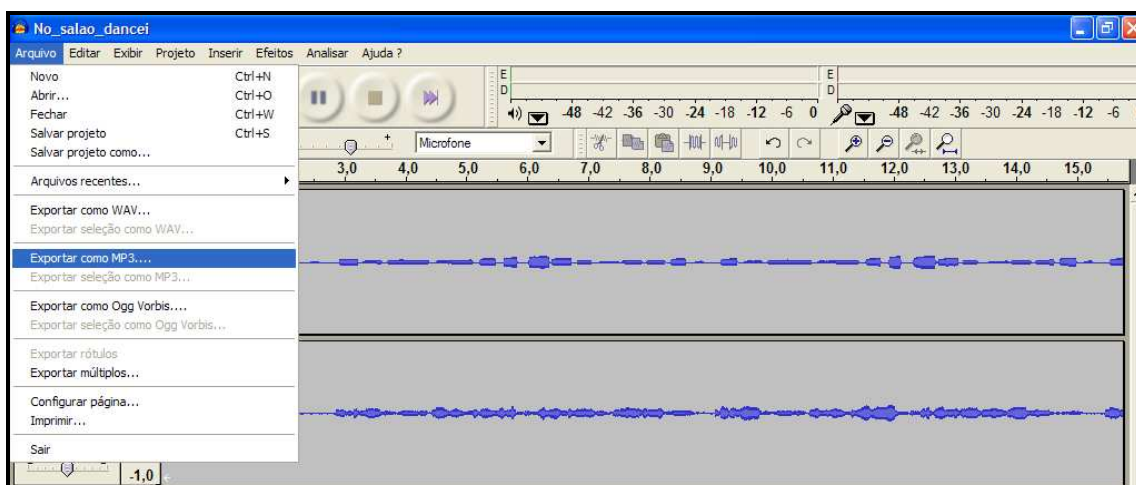 No_salao_dancei
Arquivo Editar Exibir Projeto Inserir Efeitos Analisar Ajuda ?
Novo Ctrl+N
Abrir... Ctrl+O
Fechar Ctrl+W
Salvar projeto Ctrl+S
Salvar projeto como...
Arquivos recentes...
Exportar como WAV...
Exportar seleção como WAV...
Exportar como MP3....
Exportar seleção como MP3...
Exportar como Ogg Vorbis....
Exportar seleção como Ogg Vorbis...
Exportar rótulos
Exportar múltiplos...
Configurar página...
Imprimir...
Sair
E
D
-48 -42 -36 -30 -24 -18 -12 -6 0
E
D
-48 -42 -36 -30 -24 -18 -12 -6
- +
Microfone
3,0 4,0 5,0 6,0 7,0 8,0 9,0 10,0 11,0 12,0 13,0 14,0 15,0
-1,0